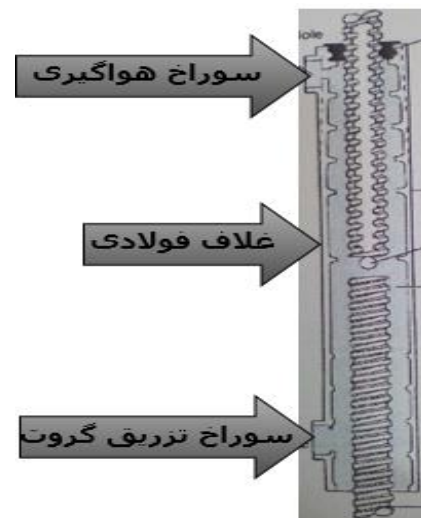 سوراخ هواگیری
غلاف فولادی
سوراخ تزریق گروت